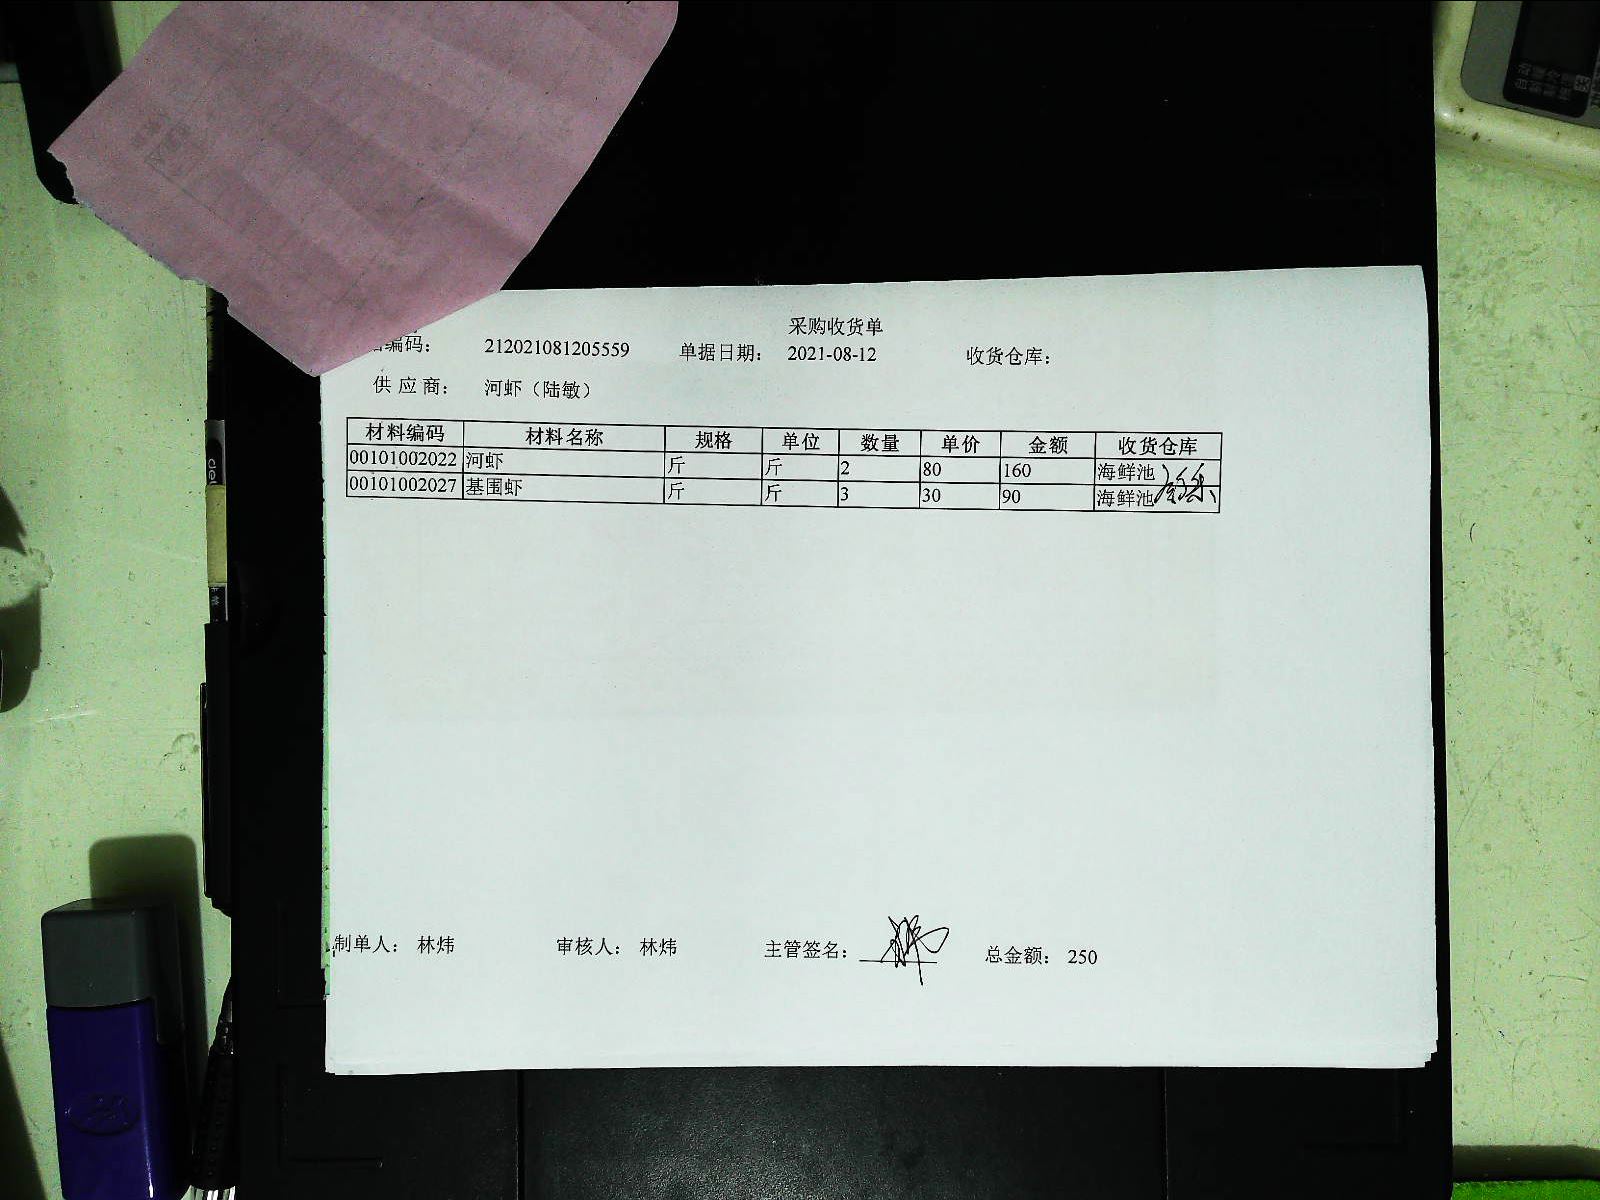 采购收货单
编码: 212021081205559 单据日期: 2021-08-12 收货仓库:
供应商: 河虾（陆敏）
材料编码 材料名称 规格 单位 数量 单价 金额 收货仓库
00101002022 河虾 斤 斤 2 80 160 海鲜池
00101002027 基围虾 斤 斤 3 30 90 海鲜池
制单人: 林炜 审核人: 林炜 主管签名: 总金额: 250